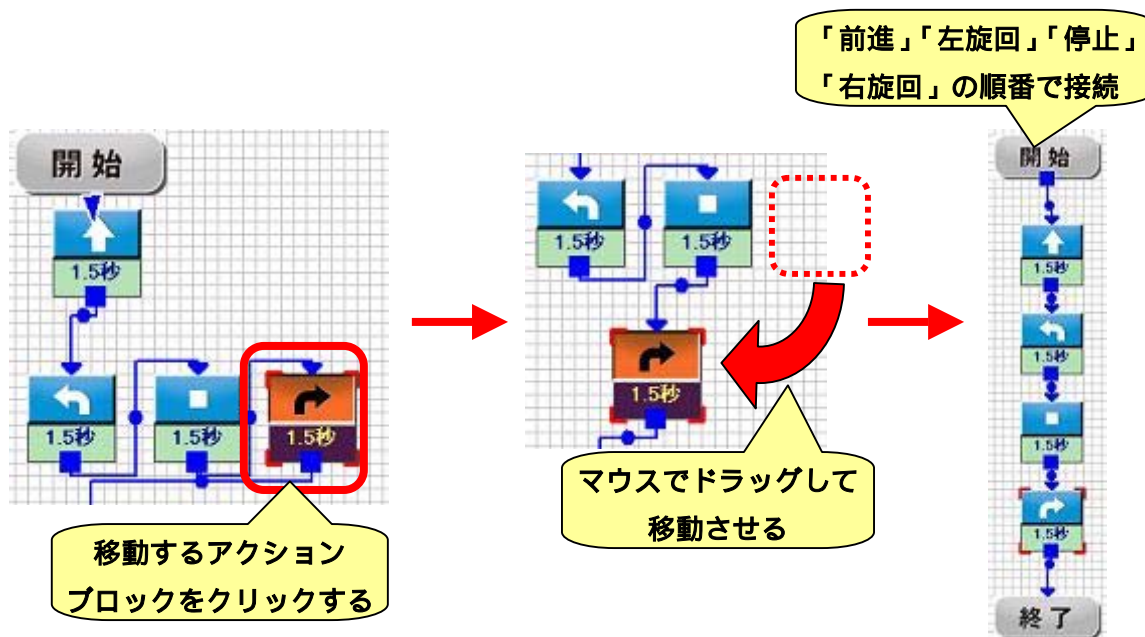 「前進」「左旋回」「停止」
「右旋回」の順番で接続
開始
1.5秒
1.5秒
1.5秒
1.5秒
移動するアクション
ブロックをクリックする
1.5秒
1.5秒
1.5秒
マウスでドラッグして
移動させる
開始
1.5秒
1.5秒
1.5秒
1.5秒
終了